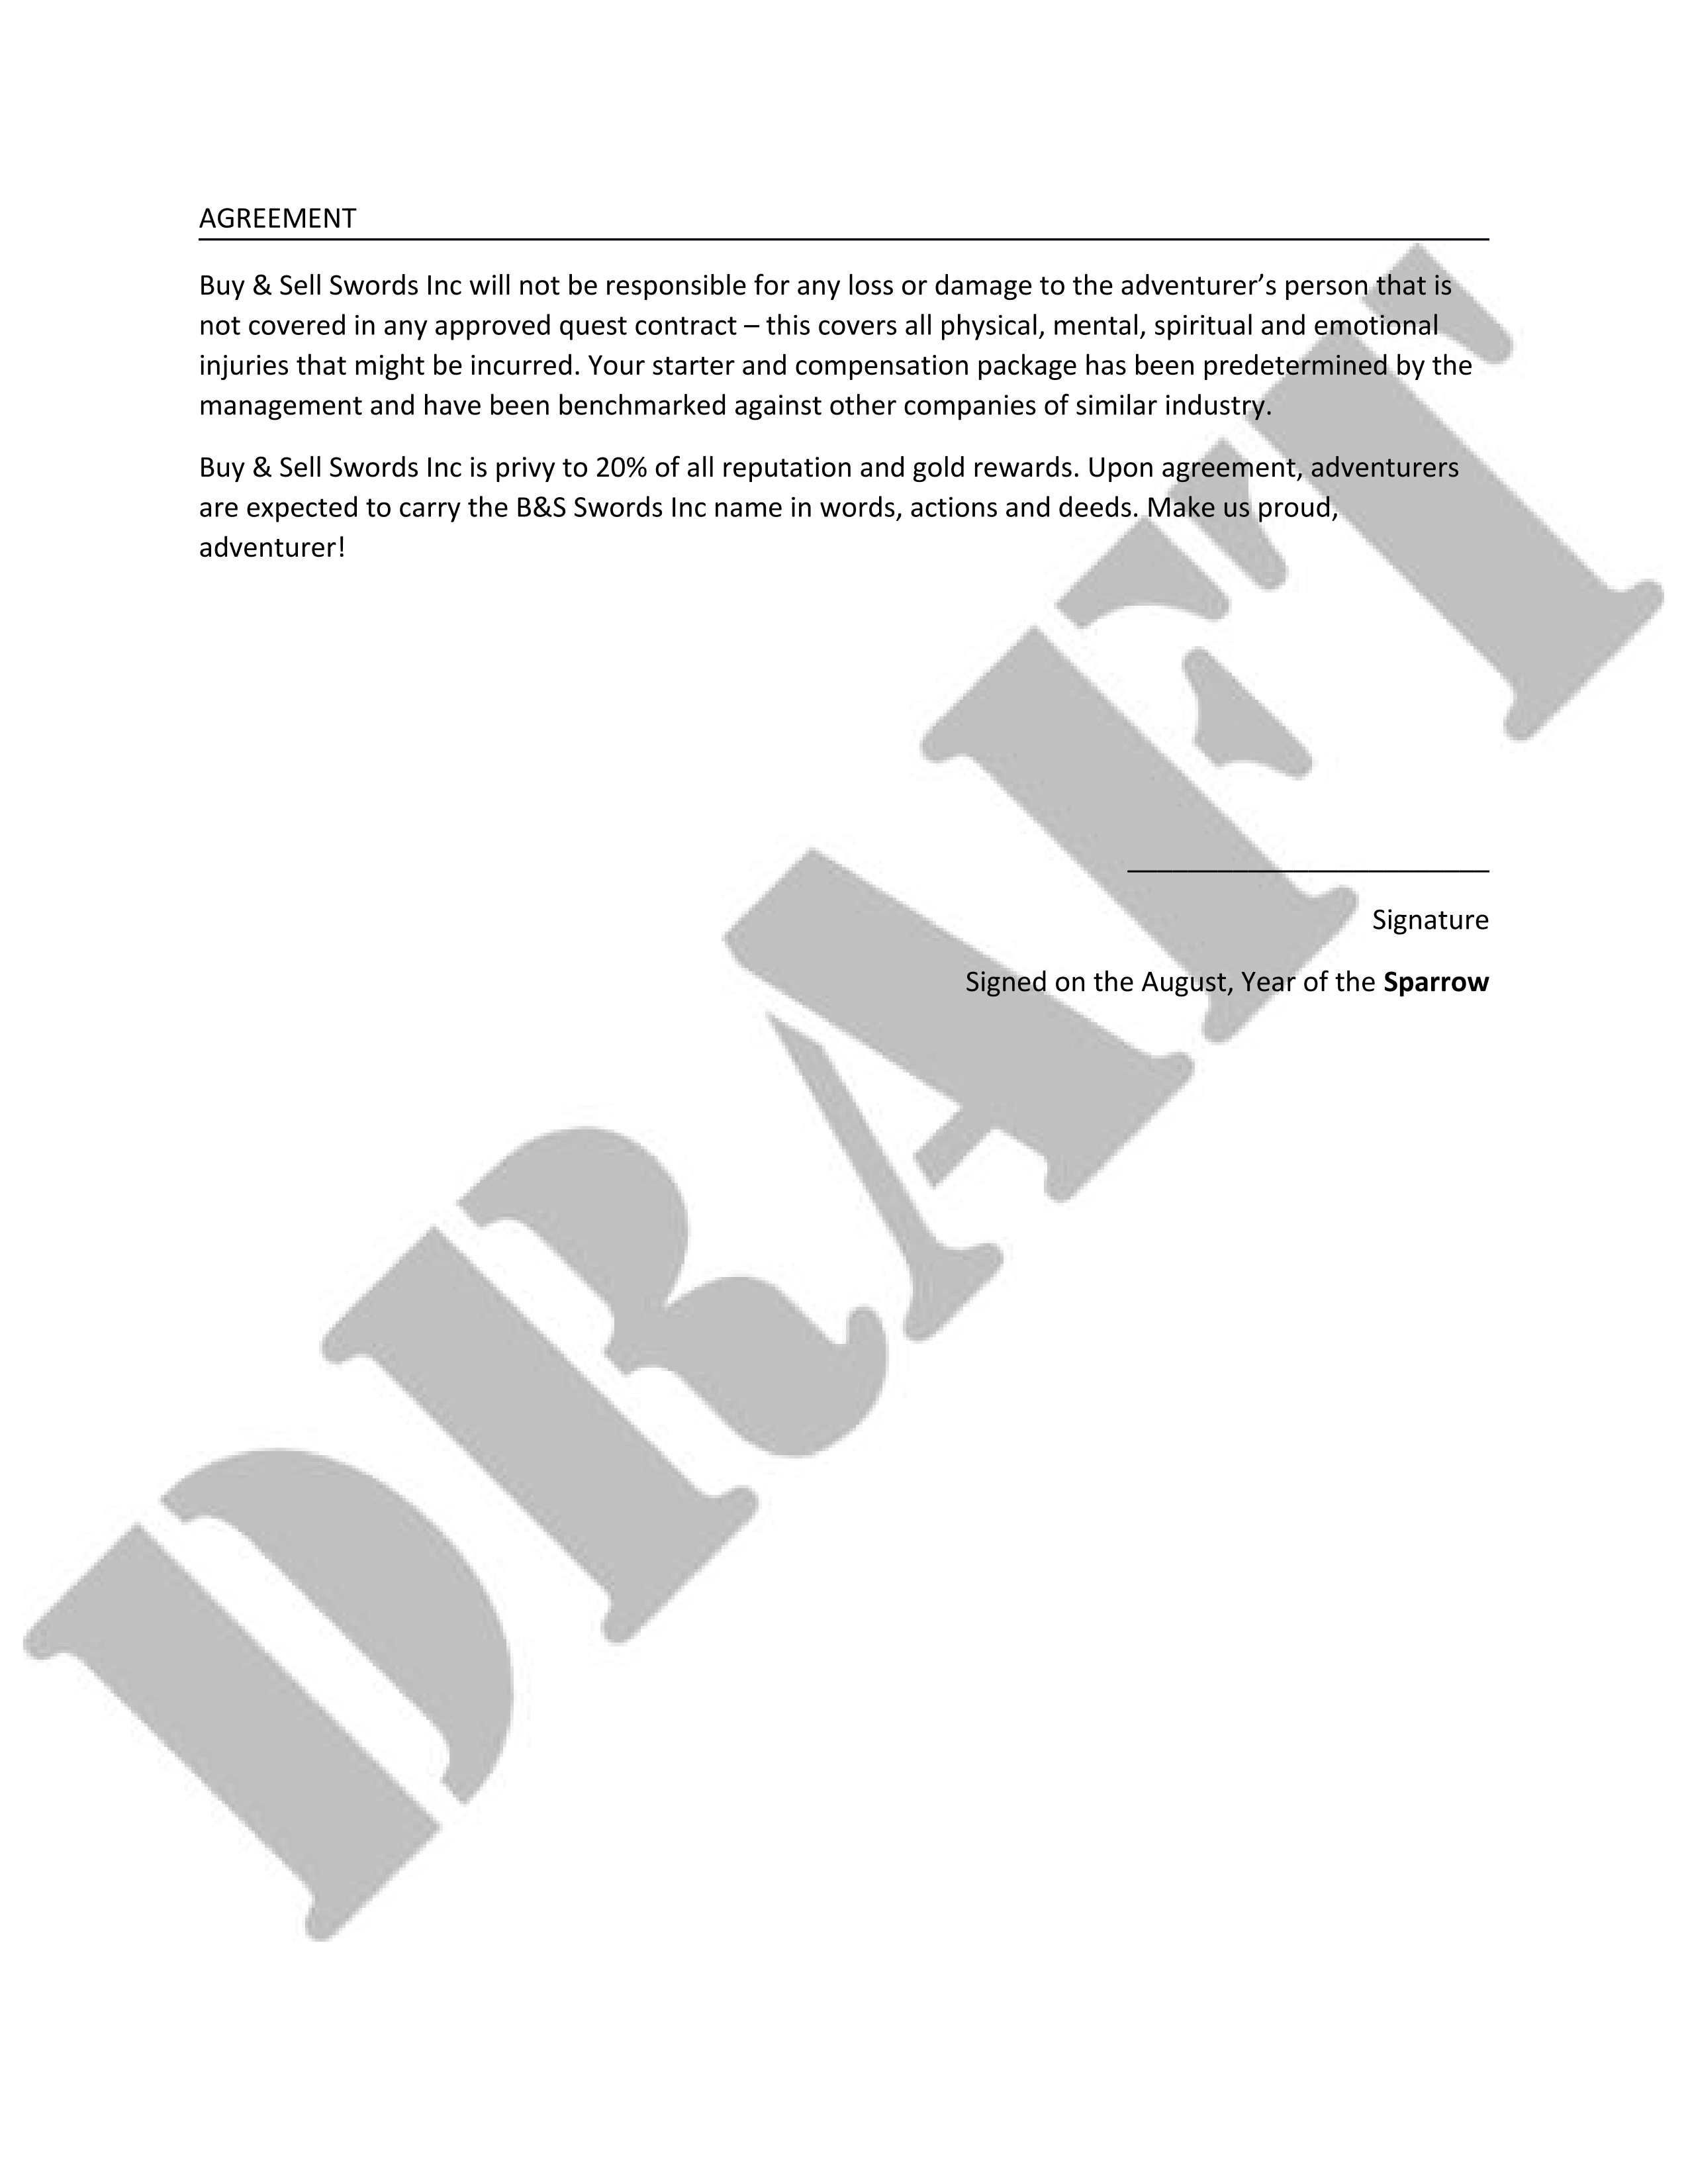 AGREEMENT
Buy & Sell Swords Inc will not be responsible for any loss or damage to the adventurer’s person that is
not covered in any approved quest contract – this covers all physical, mental, spiritual and emotional
injuries that might be incurred. Your starter and compensation package has been predetermined by the
management and have been benchmarked against other companies of similar industry.
Buy & Sell Swords Inc is privy to 20% of all reputation and gold rewards. Upon agreement, adventurers
are expected to carry the B&S Swords Inc name in words, actions and deeds. Make us proud,
adventurer!
Signature
Signed on the August, Year of the Sparrow
DRAFT